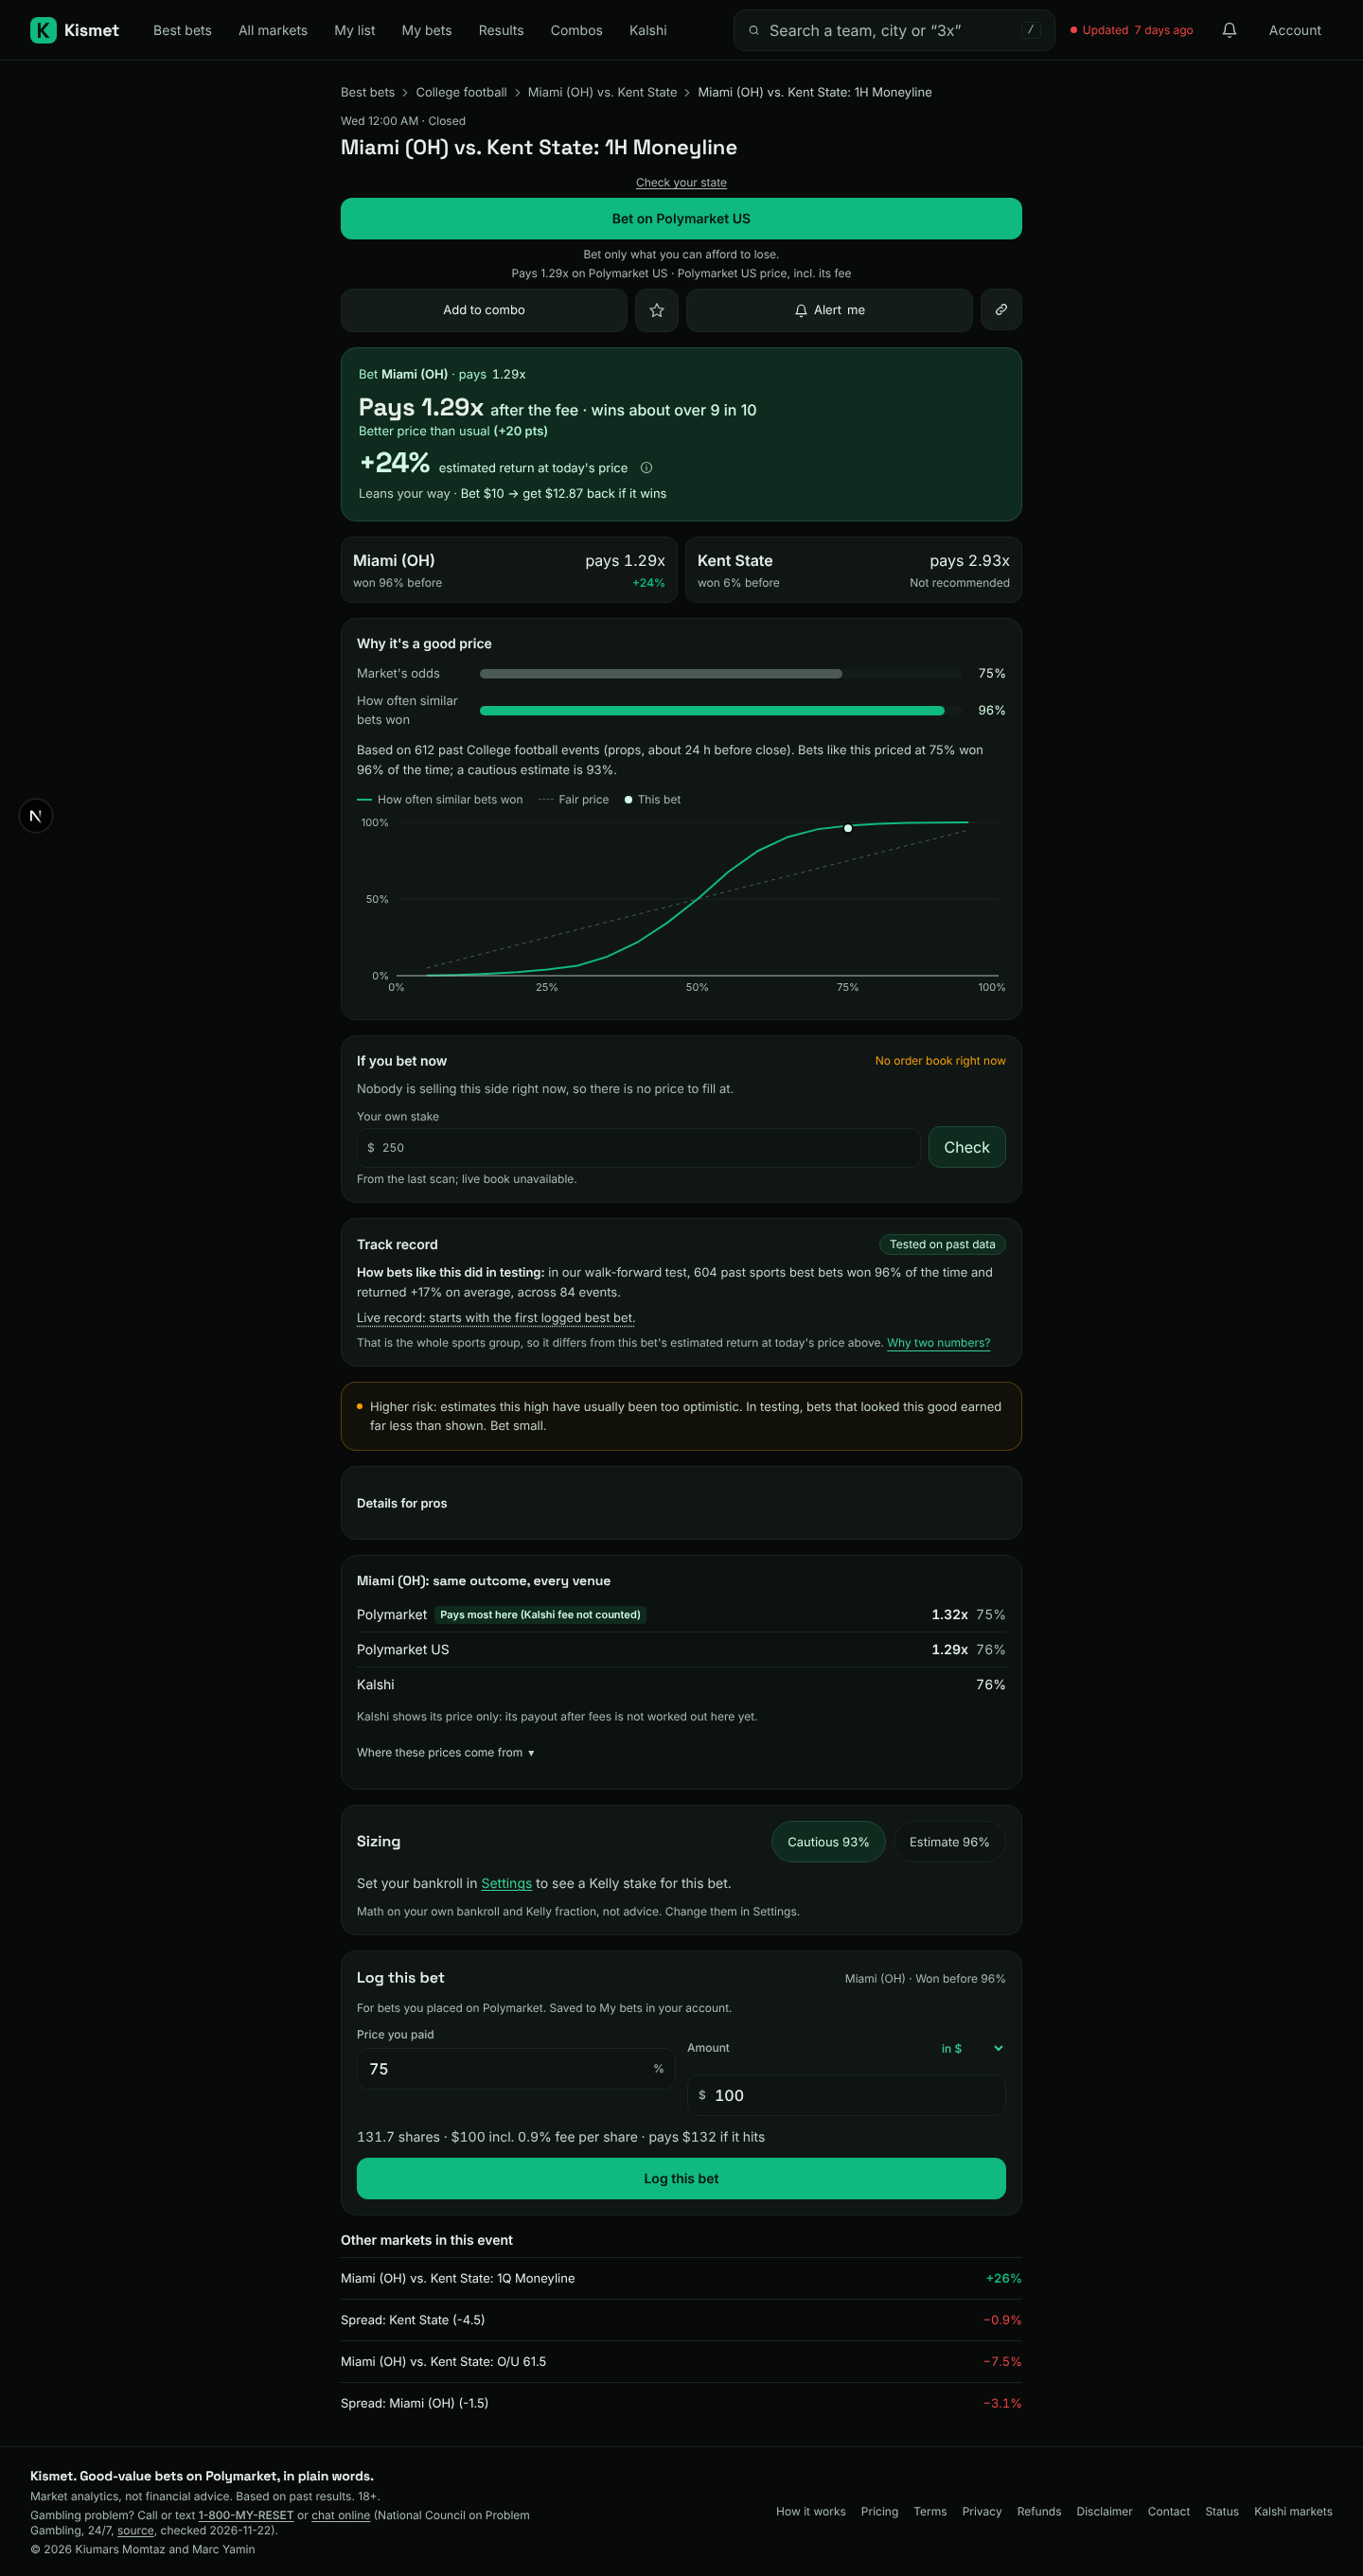 Kismet
Best bets
All markets
My list
My bets
Results
Combos
Kalshi
Search a team, city or “3x”
/
Updated 7 days ago
Account
Best bets > College football > Miami (OH) vs. Kent State > Miami (OH) vs. Kent State: 1H Moneyline
Wed 12:00 AM · Closed
Miami (OH) vs. Kent State: 1H Moneyline
Check your state
Bet on Polymarket US
Bet only what you can afford to lose.
Pays 1.29x on Polymarket US · Polymarket US price, incl. its fee
Add to combo
Alert me
Bet Miami (OH) · pays 1.29x
Pays 1.29x after the fee · wins about over 9 in 10
Better price than usual (+20 pts)
+24% estimated return at today's price
Leans your way · Bet $10 → get $12.87 back if it wins
Miami (OH) pays 1.29x
won 96% before +24%
Kent State pays 2.93x
won 6% before Not recommended
Why it's a good price
Market's odds 75%
How often similar
bets won 96%
Based on 612 past College football events (props, about 24 h before close). Bets like this priced at 75% won
96% of the time; a cautious estimate is 93%.
How often similar bets won Fair price This bet
100%
50%
0%
0% 25% 50% 75% 100%
If you bet now No order book right now
Nobody is selling this side right now, so there is no price to fill at.
Your own stake
$ 250
Check
From the last scan; live book unavailable.
Track record Tested on past data
How bets like this did in testing: in our walk-forward test, 604 past sports best bets won 96% of the time and
returned +17% on average, across 84 events.
Live record: starts with the first logged best bet.
That is the whole sports group, so it differs from this bet's estimated return at today's price above. Why two numbers?
Higher risk: estimates this high have usually been too optimistic. In testing, bets that looked this good earned
far less than shown. Bet small.
Details for pros
Miami (OH): same outcome, every venue
Polymarket Pays most here (Kalshi fee not counted) 1.32x 75%
Polymarket US 1.29x 76%
Kalshi 76%
Kalshi shows its price only: its payout after fees is not worked out here yet.
Where these prices come from ▾
Sizing Cautious 93% Estimate 96%
Set your bankroll in Settings to see a Kelly stake for this bet.
Math on your own bankroll and Kelly fraction, not advice. Change them in Settings.
Log this bet Miami (OH) · Won before 96%
For bets you placed on Polymarket. Saved to My bets in your account.
Price you paid
75 %
Amount in $
$ 100
131.7 shares · $100 incl. 0.9% fee per share · pays $132 if it hits
Log this bet
Other markets in this event
Miami (OH) vs. Kent State: 1Q Moneyline +26%
Spread: Kent State (-4.5) −0.9%
Miami (OH) vs. Kent State: O/U 61.5 −7.5%
Spread: Miami (OH) (-1.5) −3.1%
Kismet. Good-value bets on Polymarket, in plain words.
Market analytics, not financial advice. Based on past results. 18+.
Gambling problem? Call or text 1-800-MY-RESET or chat online (National Council on Problem
Gambling, 24/7, source, checked 2026-11-22).
© 2026 Kiumars Momtaz and Marc Yamin
How it works Pricing Terms Privacy Refunds Disclaimer Contact Status Kalshi markets